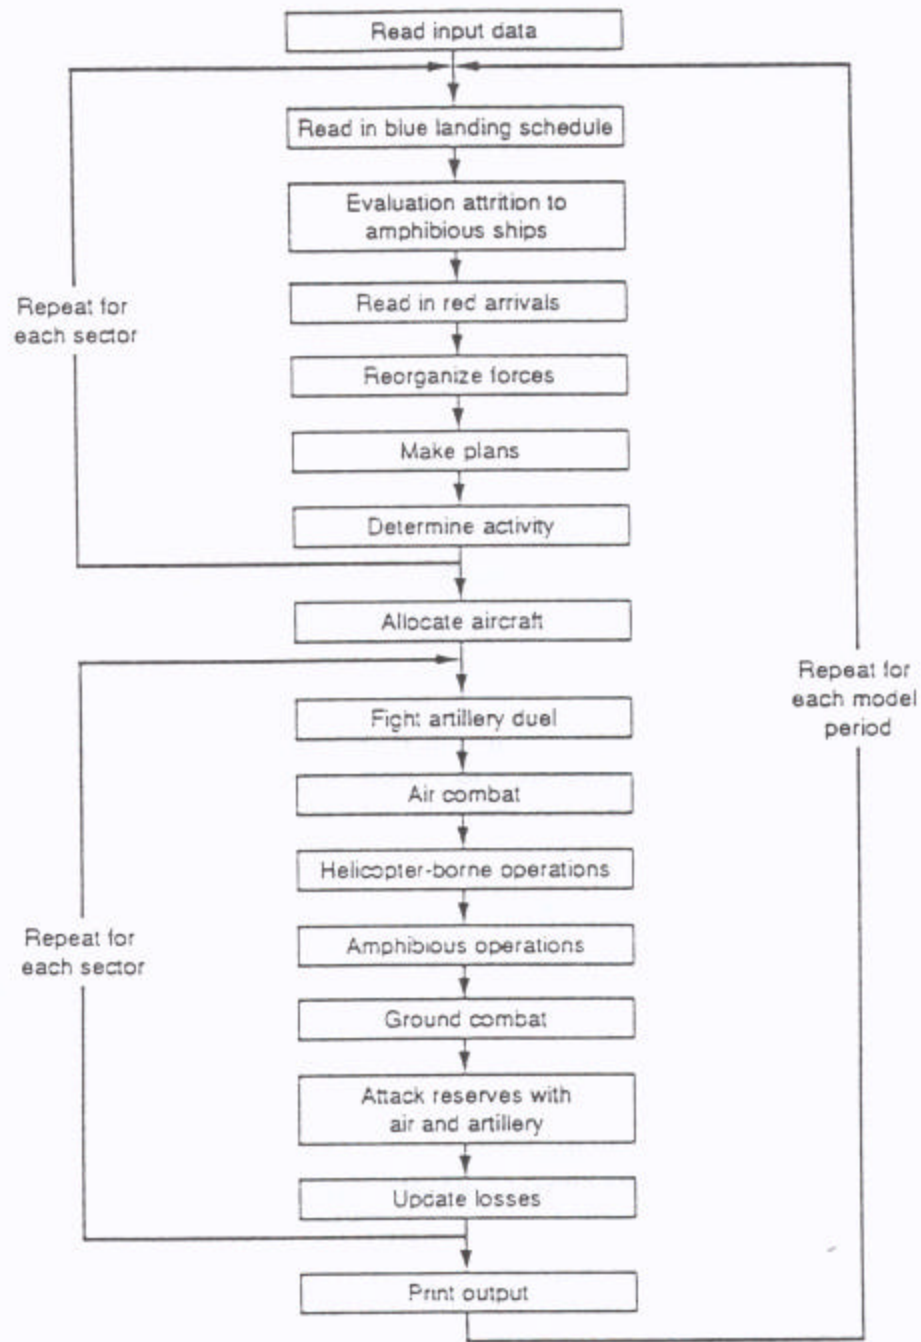 Read input data
Read in blue landing schedule
Evaluation attrition to
amphibious ships
Read in red arrivals
Repeat for
each sector
Reorganize forces
Make plans
Determine activity
Allocate aircraft
Repeat for
each model
period
Fight artillery duel
Air combat
Helicopter-borne operations
Repeat for
each sector
Amphibious operations
Ground combat
Attack reserves with
air and artillery
Update losses
Print output